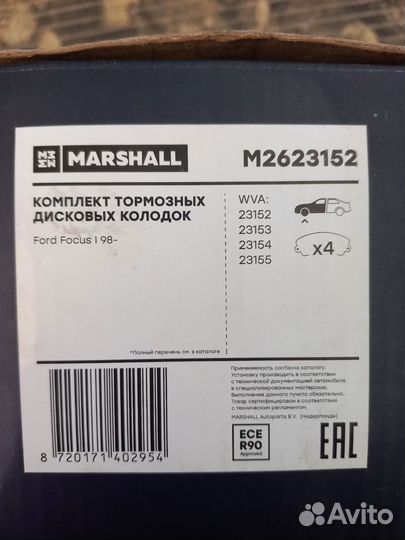 MARSHALL
M2623152
КОМПЛЕКТ ТОРМОЗНЫХ
ДИСКОВЫХ КОЛОДОК
Ford Focus I 98-
WVA:
23152
23153
23154
23155
x4
*Полный перечень см. в каталоге
Применяемость согласно каталогу.
Установку производить в соответствии
с технической документацией автомобиля
в специализированных мастерских.
Выполнение данного пункта обязательно.
Товар сертифицирован в соответствии
с техническим регламентом.
MARSHALL Autoparts B.V. (Нидерланды)
8 720171 402954
ECE
R90
Approved
EAC
Avito